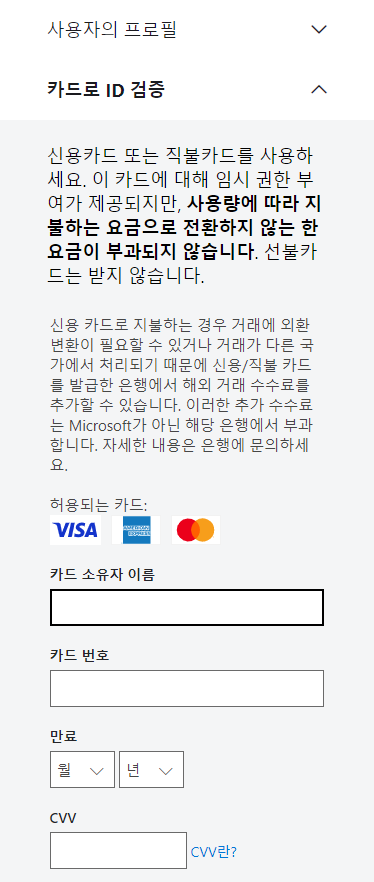 사용자의 프로필
카드로 ID 검증
신용카드 또는 직불카드를 사용하
세요. 이 카드에 대해 임시 권한 부
여가 제공되지만, 사용량에 따라 지
불하는 요금으로 전환하지 않는 한
요금이 부과되지 않습니다. 선불카
드는 받지 않습니다.
신용 카드로 지불하는 경우 거래에 외환
변환이 필요할 수 있거나 거래가 다른 국
가에서 처리되기 때문에 신용/직불 카드
를 발급한 은행에서 해외 거래 수수료를
추가할 수 있습니다. 이러한 추가 수수료
는 Microsoft가 아닌 해당 은행에서 부과
합니다. 자세한 내용은 은행에 문의하세
요.
허용되는 카드:
VISA AMERICAN EXPRESS
카드 소유자 이름
카드 번호
만료
월 년
CVV
CVV란?